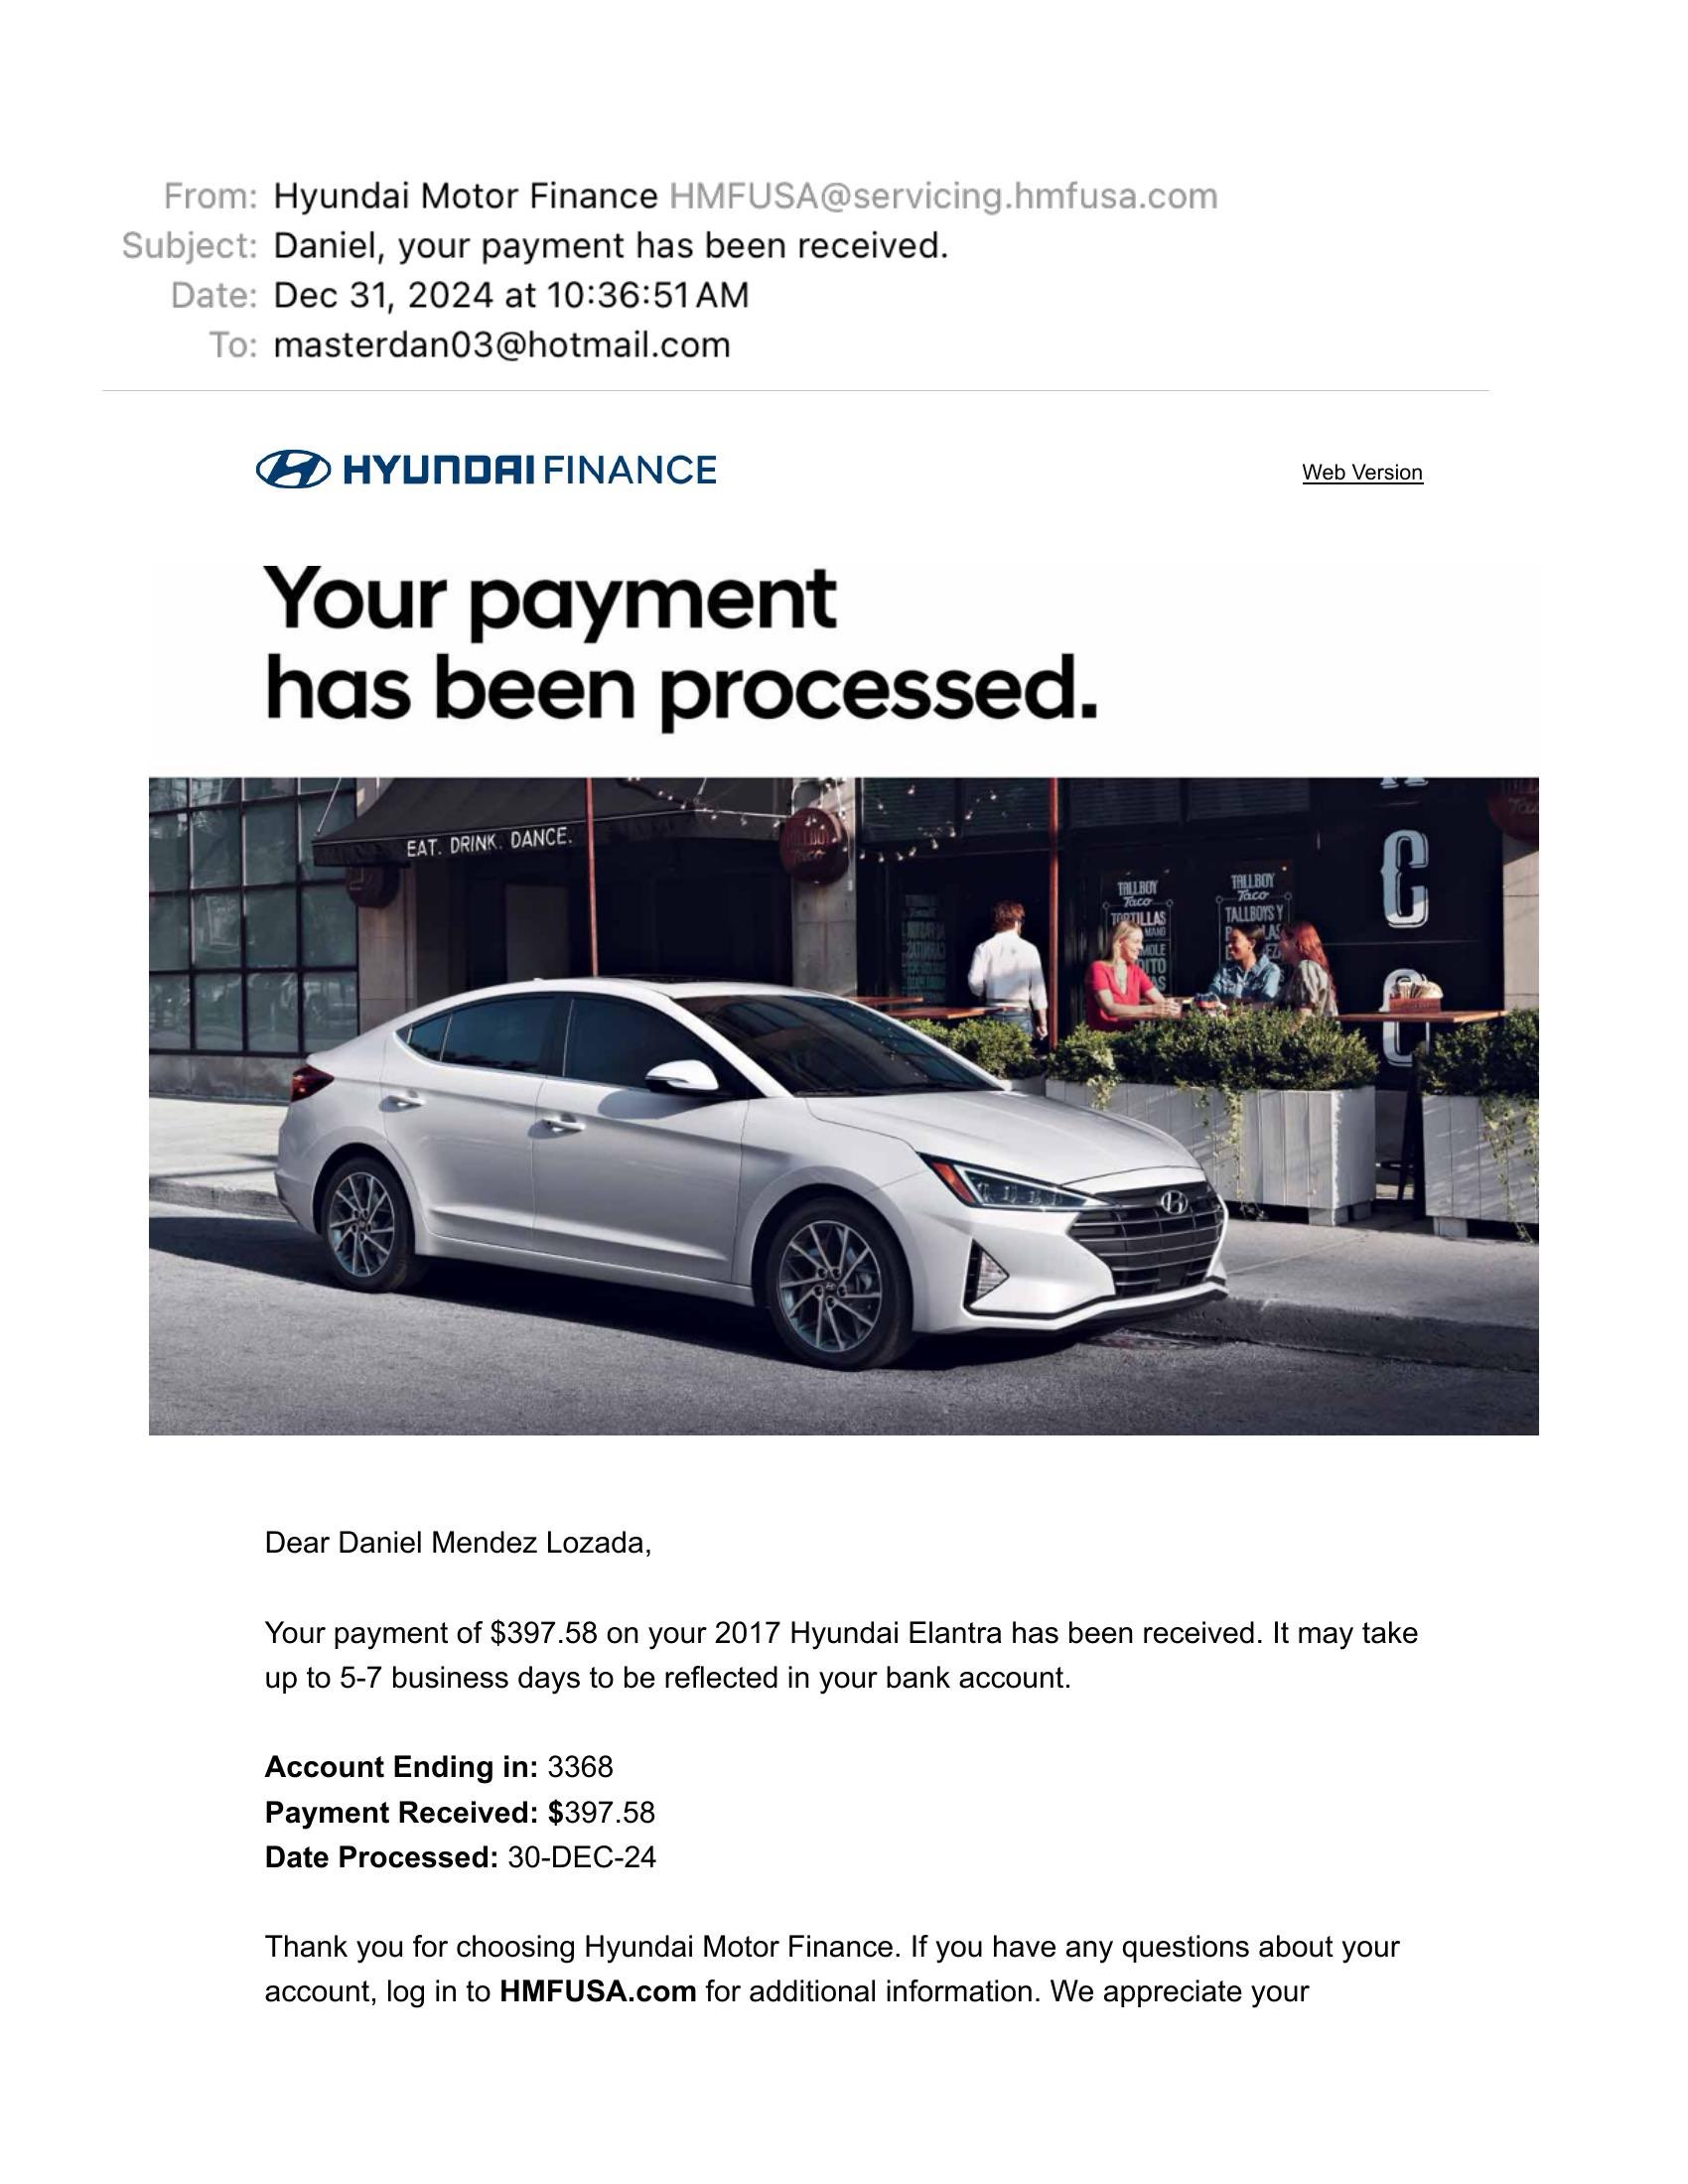 From: Hyundai Motor Finance HMFUSA@servicing.hmfusa.com
Subject: Daniel, your payment has been received.
Date: Dec 31, 2024 at 10:36:51 AM
To: masterdan03@hotmail.com
HYUNDAI FINANCE
Web Version
Your payment
has been processed.
EAT. DRINK. DANCE.
TALLBOY
Taco
TALLBOY
Taco
TORTILLAS
TALLBOY
Taco
TALLBOYS Y
C
Dear Daniel Mendez Lozada,
Your payment of $397.58 on your 2017 Hyundai Elantra has been received. It may take
up to 5-7 business days to be reflected in your bank account.
Account Ending in: 3368
Payment Received: $397.58
Date Processed: 30-DEC-24
Thank you for choosing Hyundai Motor Finance. If you have any questions about your
account, log in to HMFUSA.com for additional information. We appreciate your